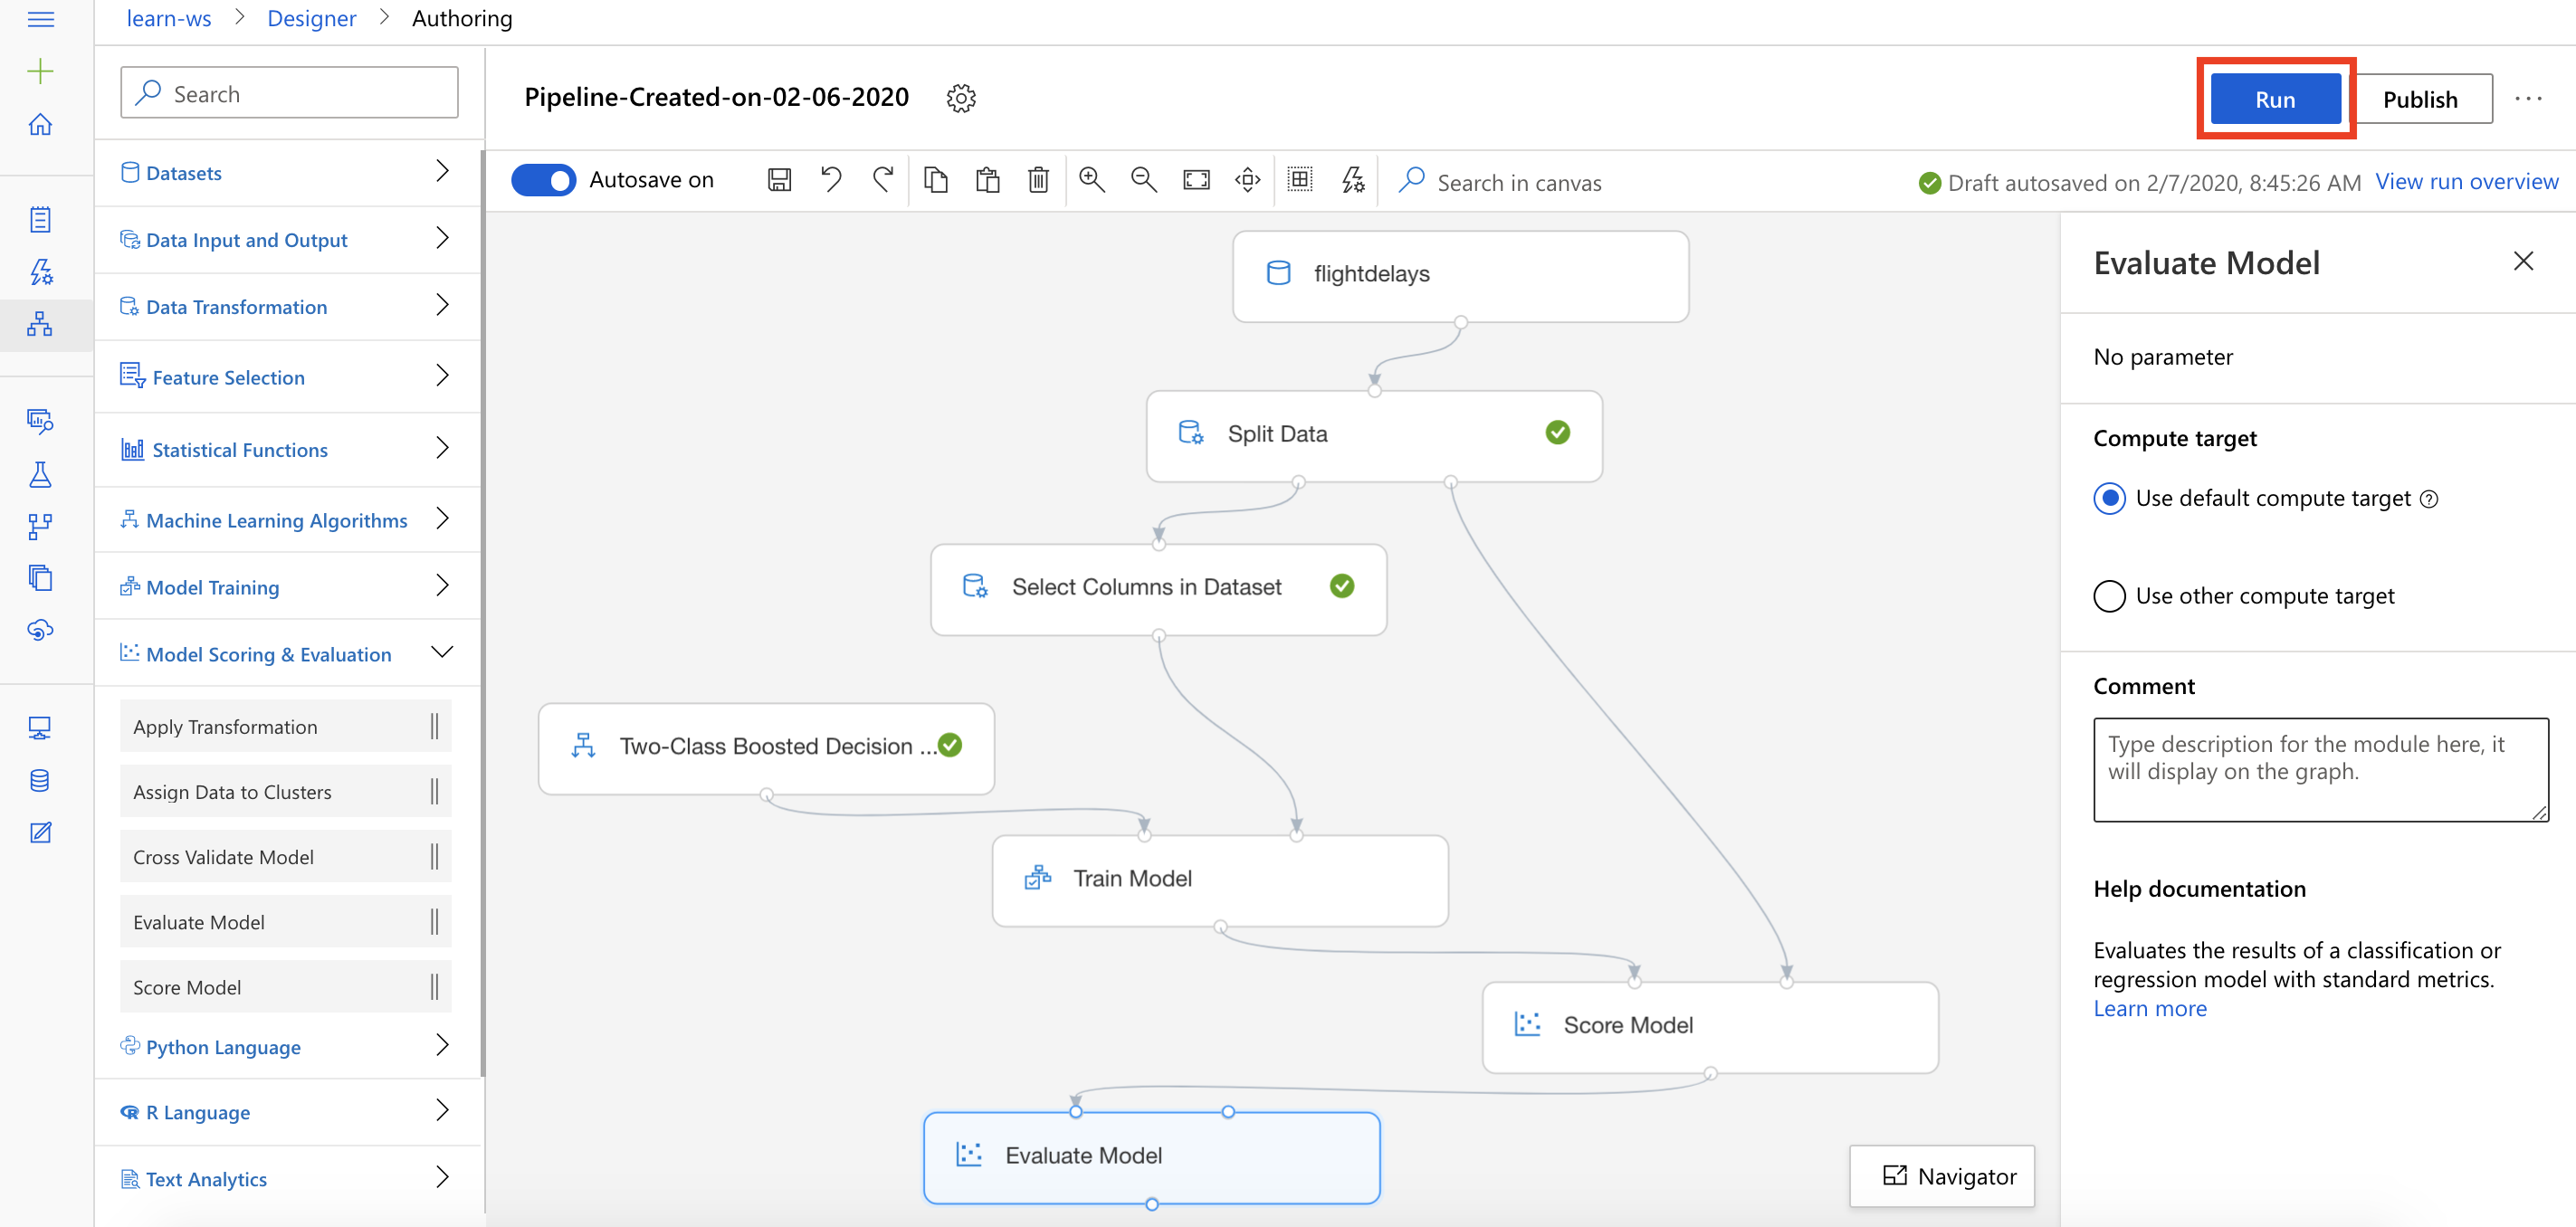 learn-ws > Designer > Authoring
Search
Datasets
Data Input and Output
Data Transformation
Feature Selection
Statistical Functions
Machine Learning Algorithms
Model Training
Model Scoring & Evaluation
Apply Transformation
Assign Data to Clusters
Cross Validate Model
Evaluate Model
Score Model
Python Language
R Language
Text Analytics
Pipeline-Created-on-02-06-2020
Run
Publish
...
Autosave on
Search in canvas
Draft autosaved on 2/7/2020, 8:45:26 AM
View run overview
flightdelays
Split Data
Select Columns in Dataset
Two-Class Boosted Decision ...
Train Model
Score Model
Evaluate Model
Navigator
Evaluate Model
No parameter
Compute target
Use default compute target
Use other compute target
Comment
Type description for the module here, it
will display on the graph.
Help documentation
Evaluates the results of a classification or
regression model with standard metrics.
Learn more